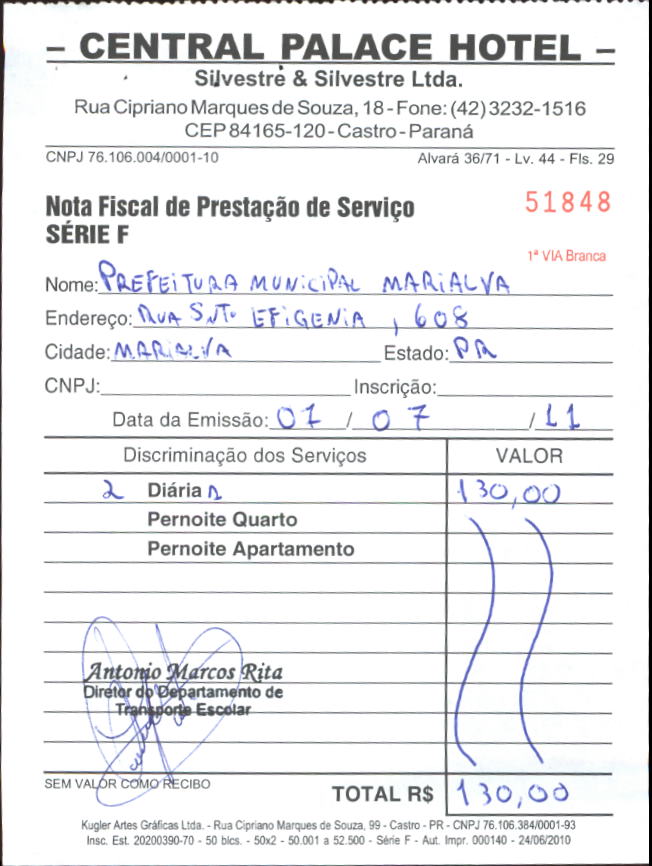 – CENTRAL PALACE HOTEL –
Silvestre & Silvestre Ltda.
Rua Cipriano Marques de Souza, 18 - Fone: (42) 3232-1516
CEP 84165-120 - Castro - Paraná
CNPJ 76.106.004/0001-10 Alvará 36/71 - Lv. 44 - Fls. 29
Nota Fiscal de Prestação de Serviço 51848
SÉRIE F
1ª VIA Branca
Nome: PREFEITURA MUNICIPAL MARIALVA
Endereço: RUA SNTª EFIGENIA, 608
Cidade: MARIALVA Estado: PR
CNPJ: Inscrição:
Data da Emissão: 07 / 07 / 11
Discriminação dos Serviços VALOR
2 Diárias 130,00
Pernoite Quarto
Pernoite Apartamento
Antonio Marcos Rita
Diretor do Departamento de
Transporte Escolar
SEM VALOR COMO RECIBO
TOTAL R$ 130,00
Kugler Artes Gráficas Ltda. - Rua Cipriano Marques de Souza, 99 - Castro - PR - CNPJ 76.106.384/0001-93
Insc. Est. 20200390-70 - 50 blcs. - 50x2 - 50.001 a 52.500 - Série F - Aut. Impr. 000140 - 24/06/2010